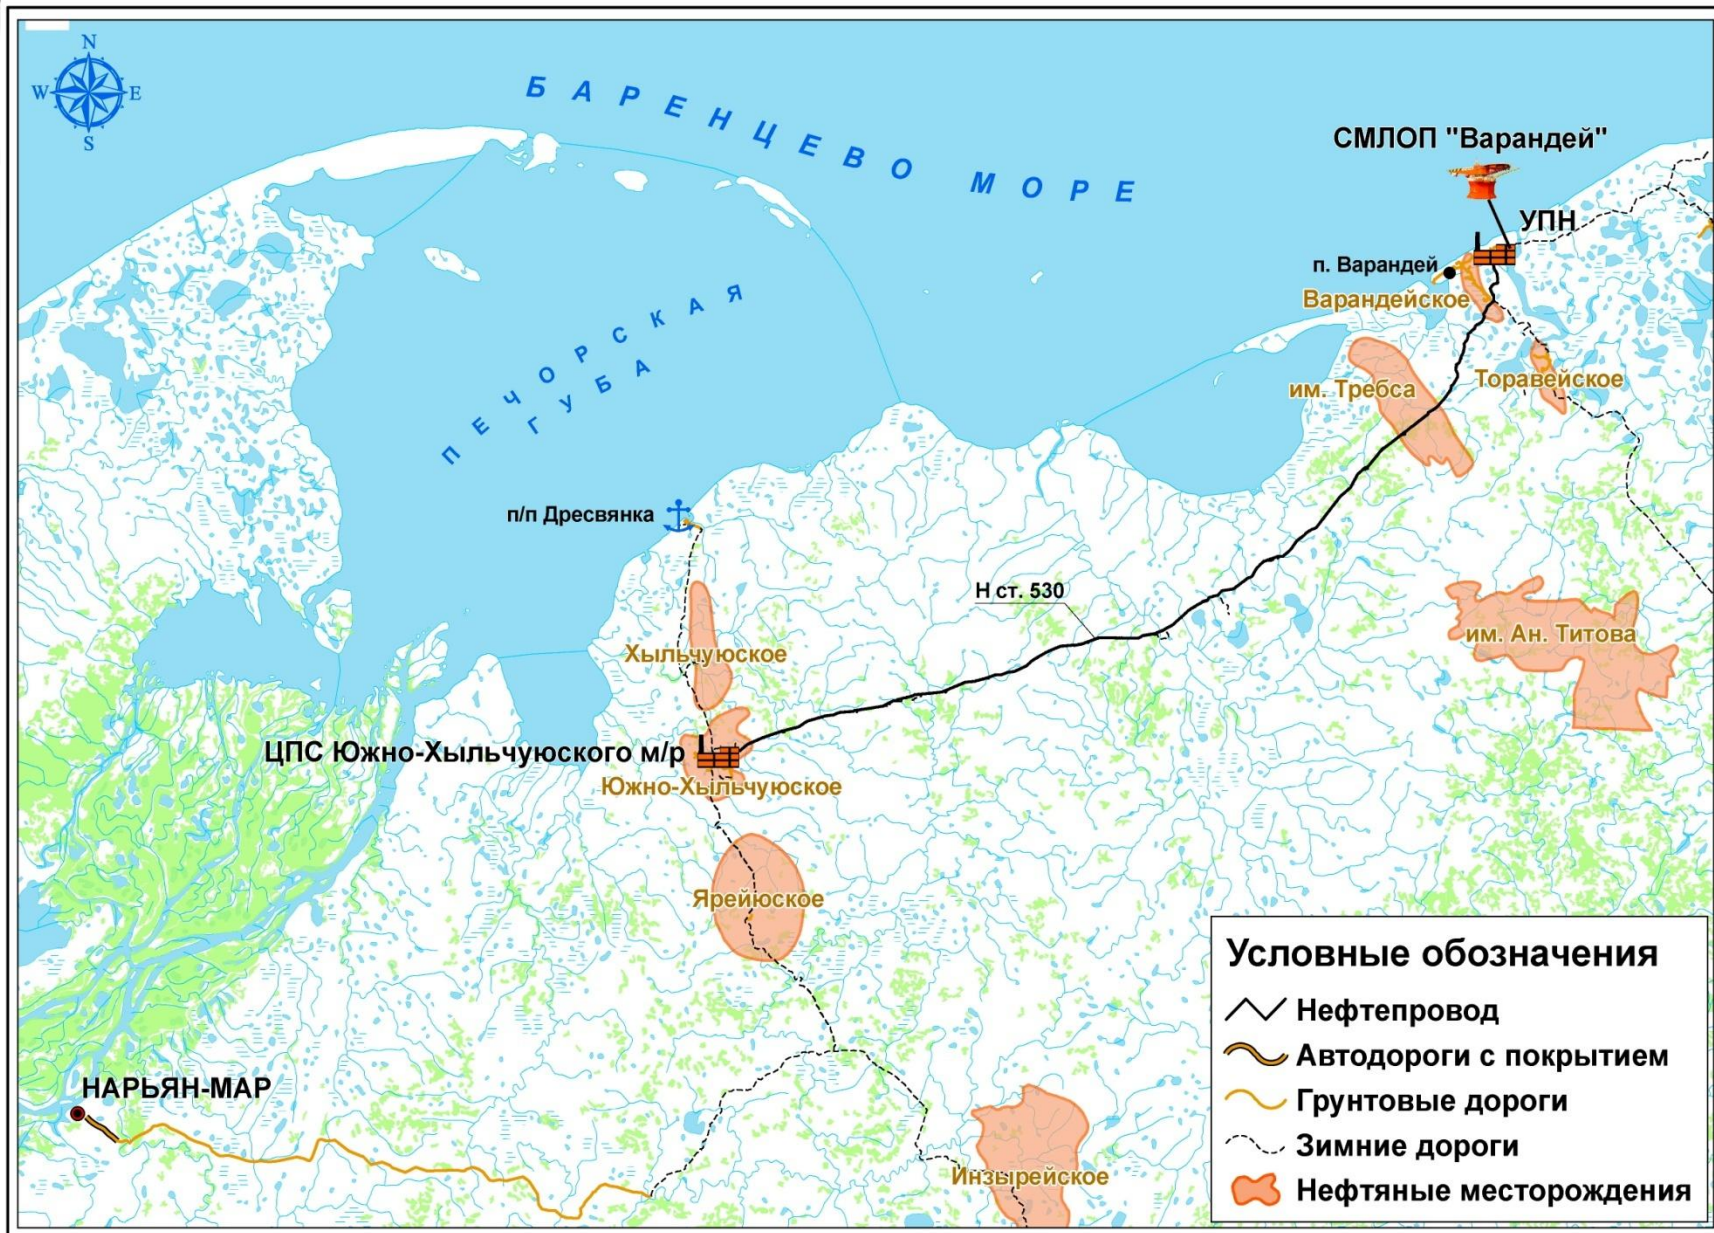 N
W
E
S
БАРЕНЦЕВО МОРЕ
СМЛОП "Варандей"
УПН
п. Варандей
Варандейское
ПЕЧОРСКАЯ
ГУБА
им. Требса
Торавейское
п/п Дресвянка
Н ст. 530
Хыльчуюское
им. Ан. Титова
ЦПС Южно-Хыльчуюского м/р
Южно-Хыльчуюское
Ярейюское
НАРЬЯН-МАР
Инзырейское
Условные обозначения
Нефтепровод
Автодороги с покрытием
Грунтовые дороги
Зимние дороги
Нефтяные месторождения